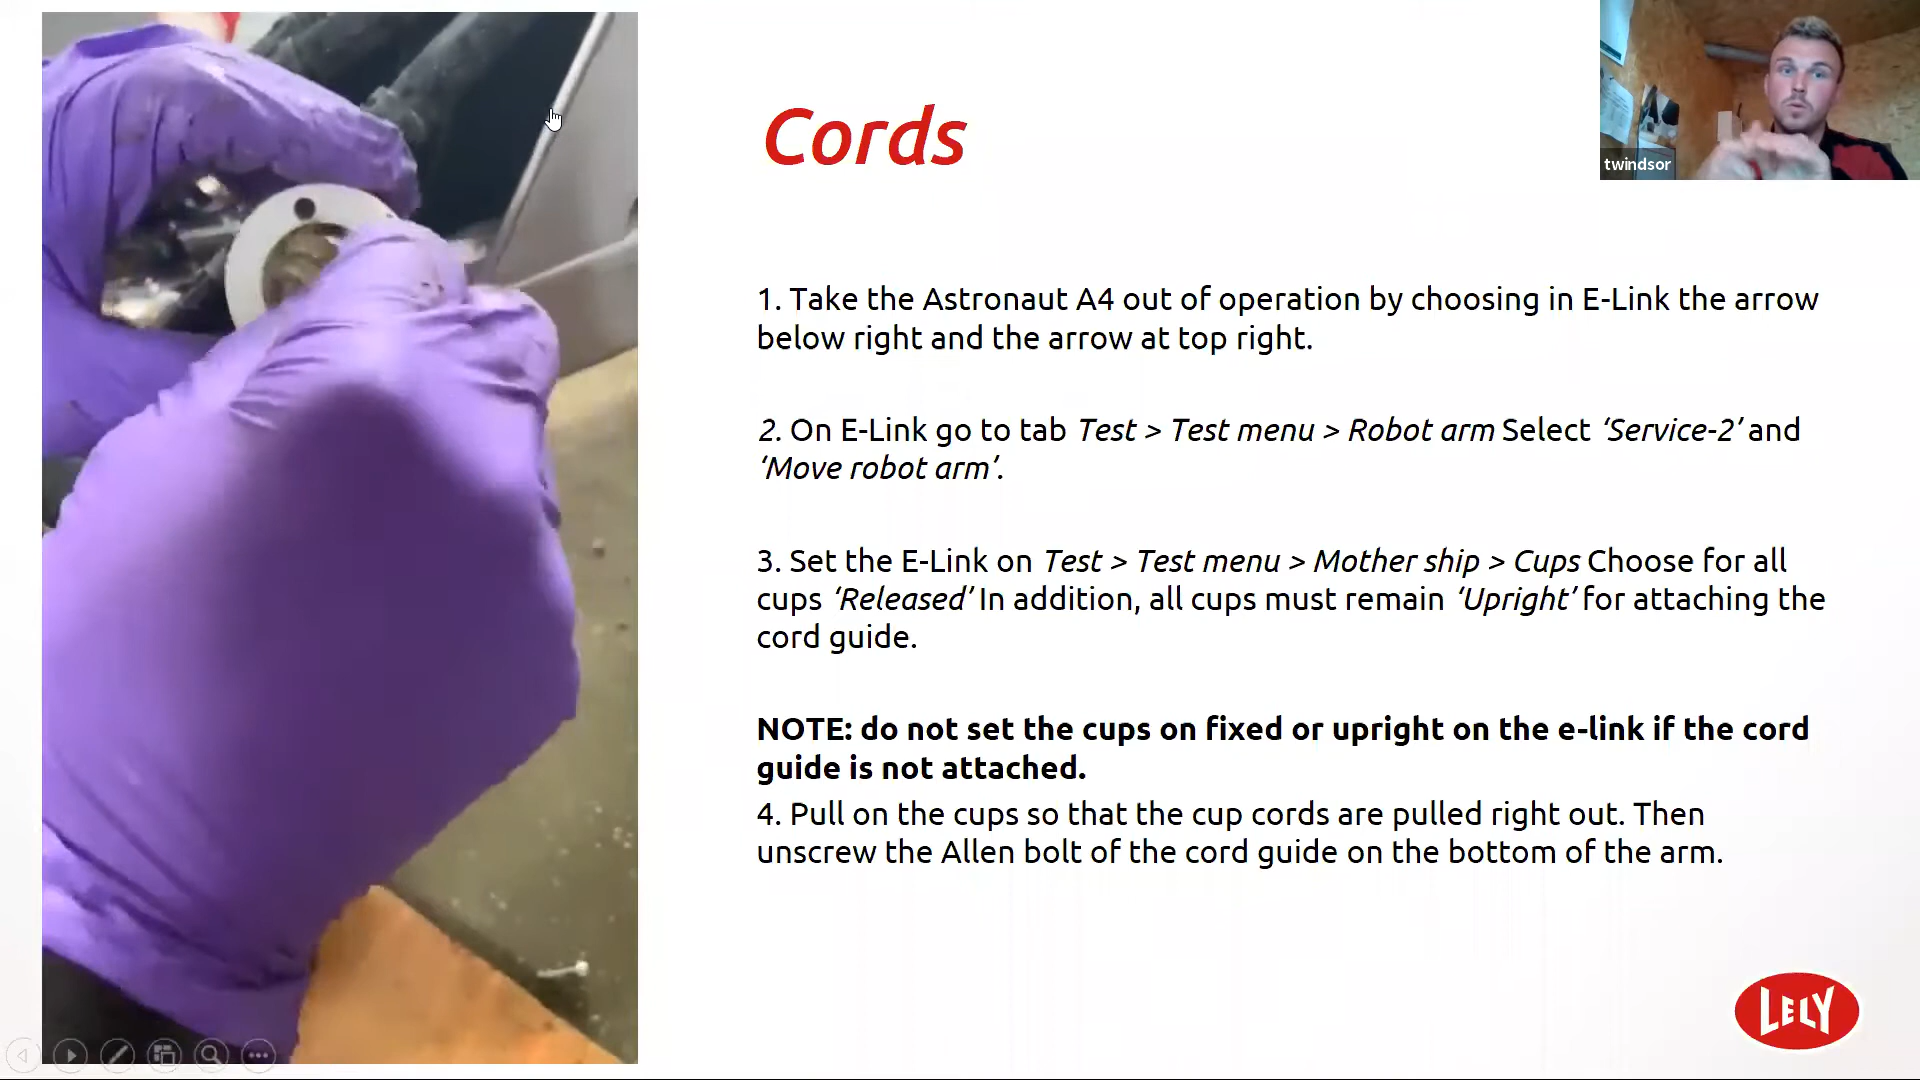 Cords
twindsor
1. Take the Astronaut A4 out of operation by choosing in E-Link the arrow
below right and the arrow at top right.
2. On E-Link go to tab Test > Test menu > Robot arm Select ‘Service-2’ and
‘Move robot arm’.
3. Set the E-Link on Test > Test menu > Mother ship > Cups Choose for all
cups ‘Released’ In addition, all cups must remain ‘Upright’ for attaching the
cord guide.
NOTE: do not set the cups on fixed or upright on the e-link if the cord
guide is not attached.
4. Pull on the cups so that the cup cords are pulled right out. Then
unscrew the Allen bolt of the cord guide on the bottom of the arm.
LELY